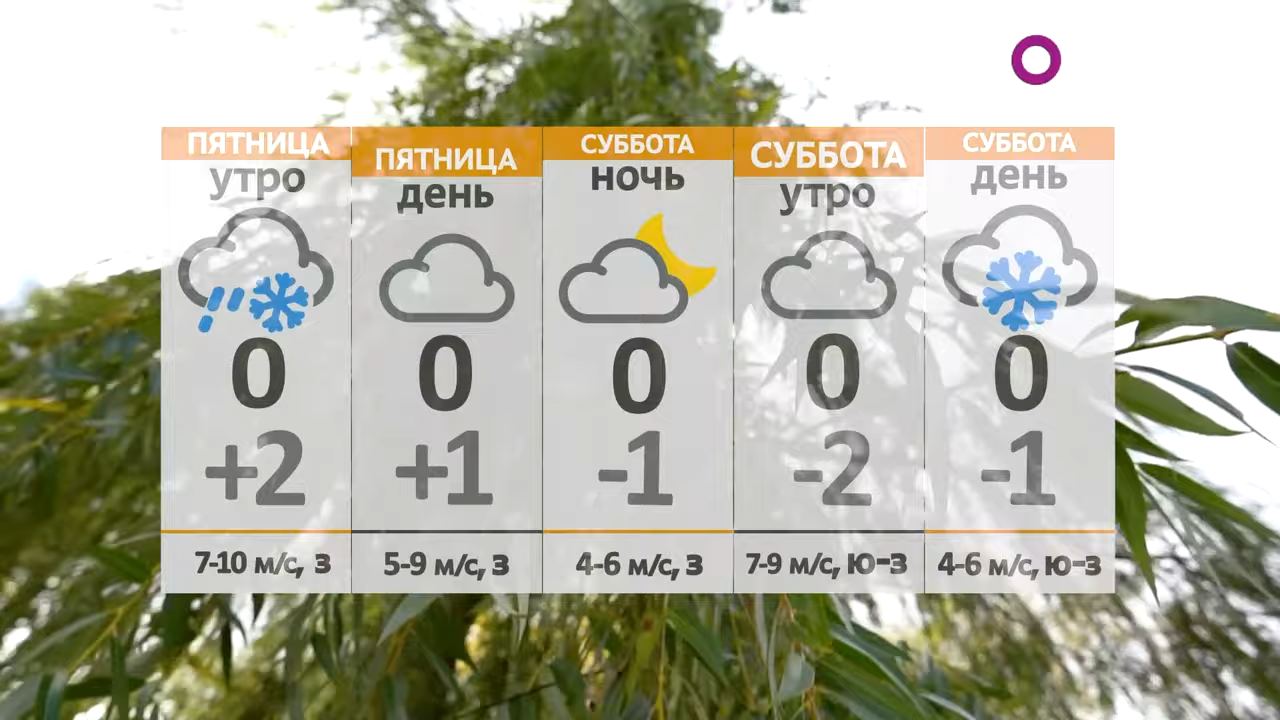 ПЯТНИЦА
утро
0
+2
7-10 м/с, З
ПЯТНИЦА
день
0
+1
5-9 м/с, З
СУББОТА
ночь
0
-1
4-6 м/с, З
СУББОТА
утро
0
-2
7-9 м/с, Ю-З
СУББОТА
день
0
-1
4-6 м/с, Ю-З